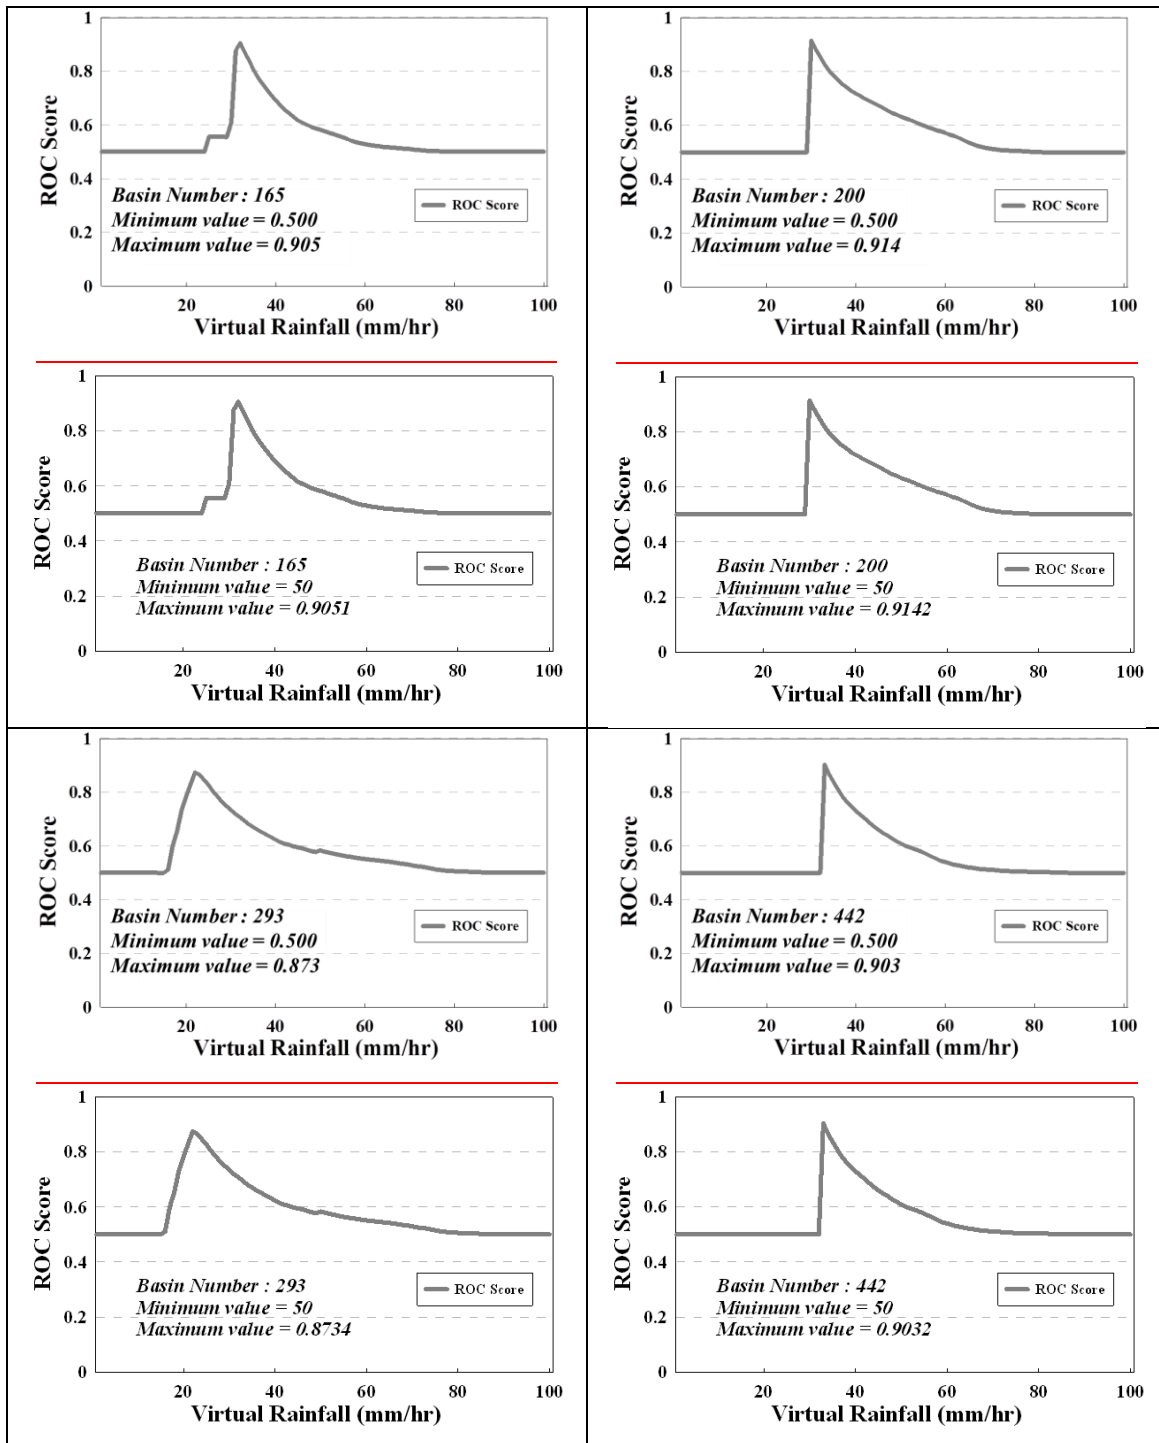 1
0.8
0.6
0.4
0.2
0
ROC Score
Basin Number : 165
Minimum value = 0.500
Maximum value = 0.905
ROC Score
20 40 60 80 100
Virtual Rainfall (mm/hr)
1
0.8
0.6
0.4
0.2
0
ROC Score
Basin Number : 200
Minimum value = 0.500
Maximum value = 0.914
ROC Score
20 40 60 80 100
Virtual Rainfall (mm/hr)
1
0.8
0.6
0.4
0.2
0
ROC Score
Basin Number : 165
Minimum value = 50
Maximum value = 0.9051
ROC Score
20 40 60 80 100
Virtual Rainfall (mm/hr)
1
0.8
0.6
0.4
0.2
0
ROC Score
Basin Number : 200
Minimum value = 50
Maximum value = 0.9142
ROC Score
20 40 60 80 100
Virtual Rainfall (mm/hr)
1
0.8
0.6
0.4
0.2
0
ROC Score
Basin Number : 293
Minimum value = 0.500
Maximum value = 0.873
ROC Score
20 40 60 80 100
Virtual Rainfall (mm/hr)
1
0.8
0.6
0.4
0.2
0
ROC Score
Basin Number : 442
Minimum value = 0.500
Maximum value = 0.903
ROC Score
20 40 60 80 100
Virtual Rainfall (mm/hr)
1
0.8
0.6
0.4
0.2
0
ROC Score
Basin Number : 293
Minimum value = 50
Maximum value = 0.8734
ROC Score
20 40 60 80 100
Virtual Rainfall (mm/hr)
1
0.8
0.6
0.4
0.2
0
ROC Score
Basin Number : 442
Minimum value = 50
Maximum value = 0.9032
ROC Score
20 40 60 80 100
Virtual Rainfall (mm/hr)